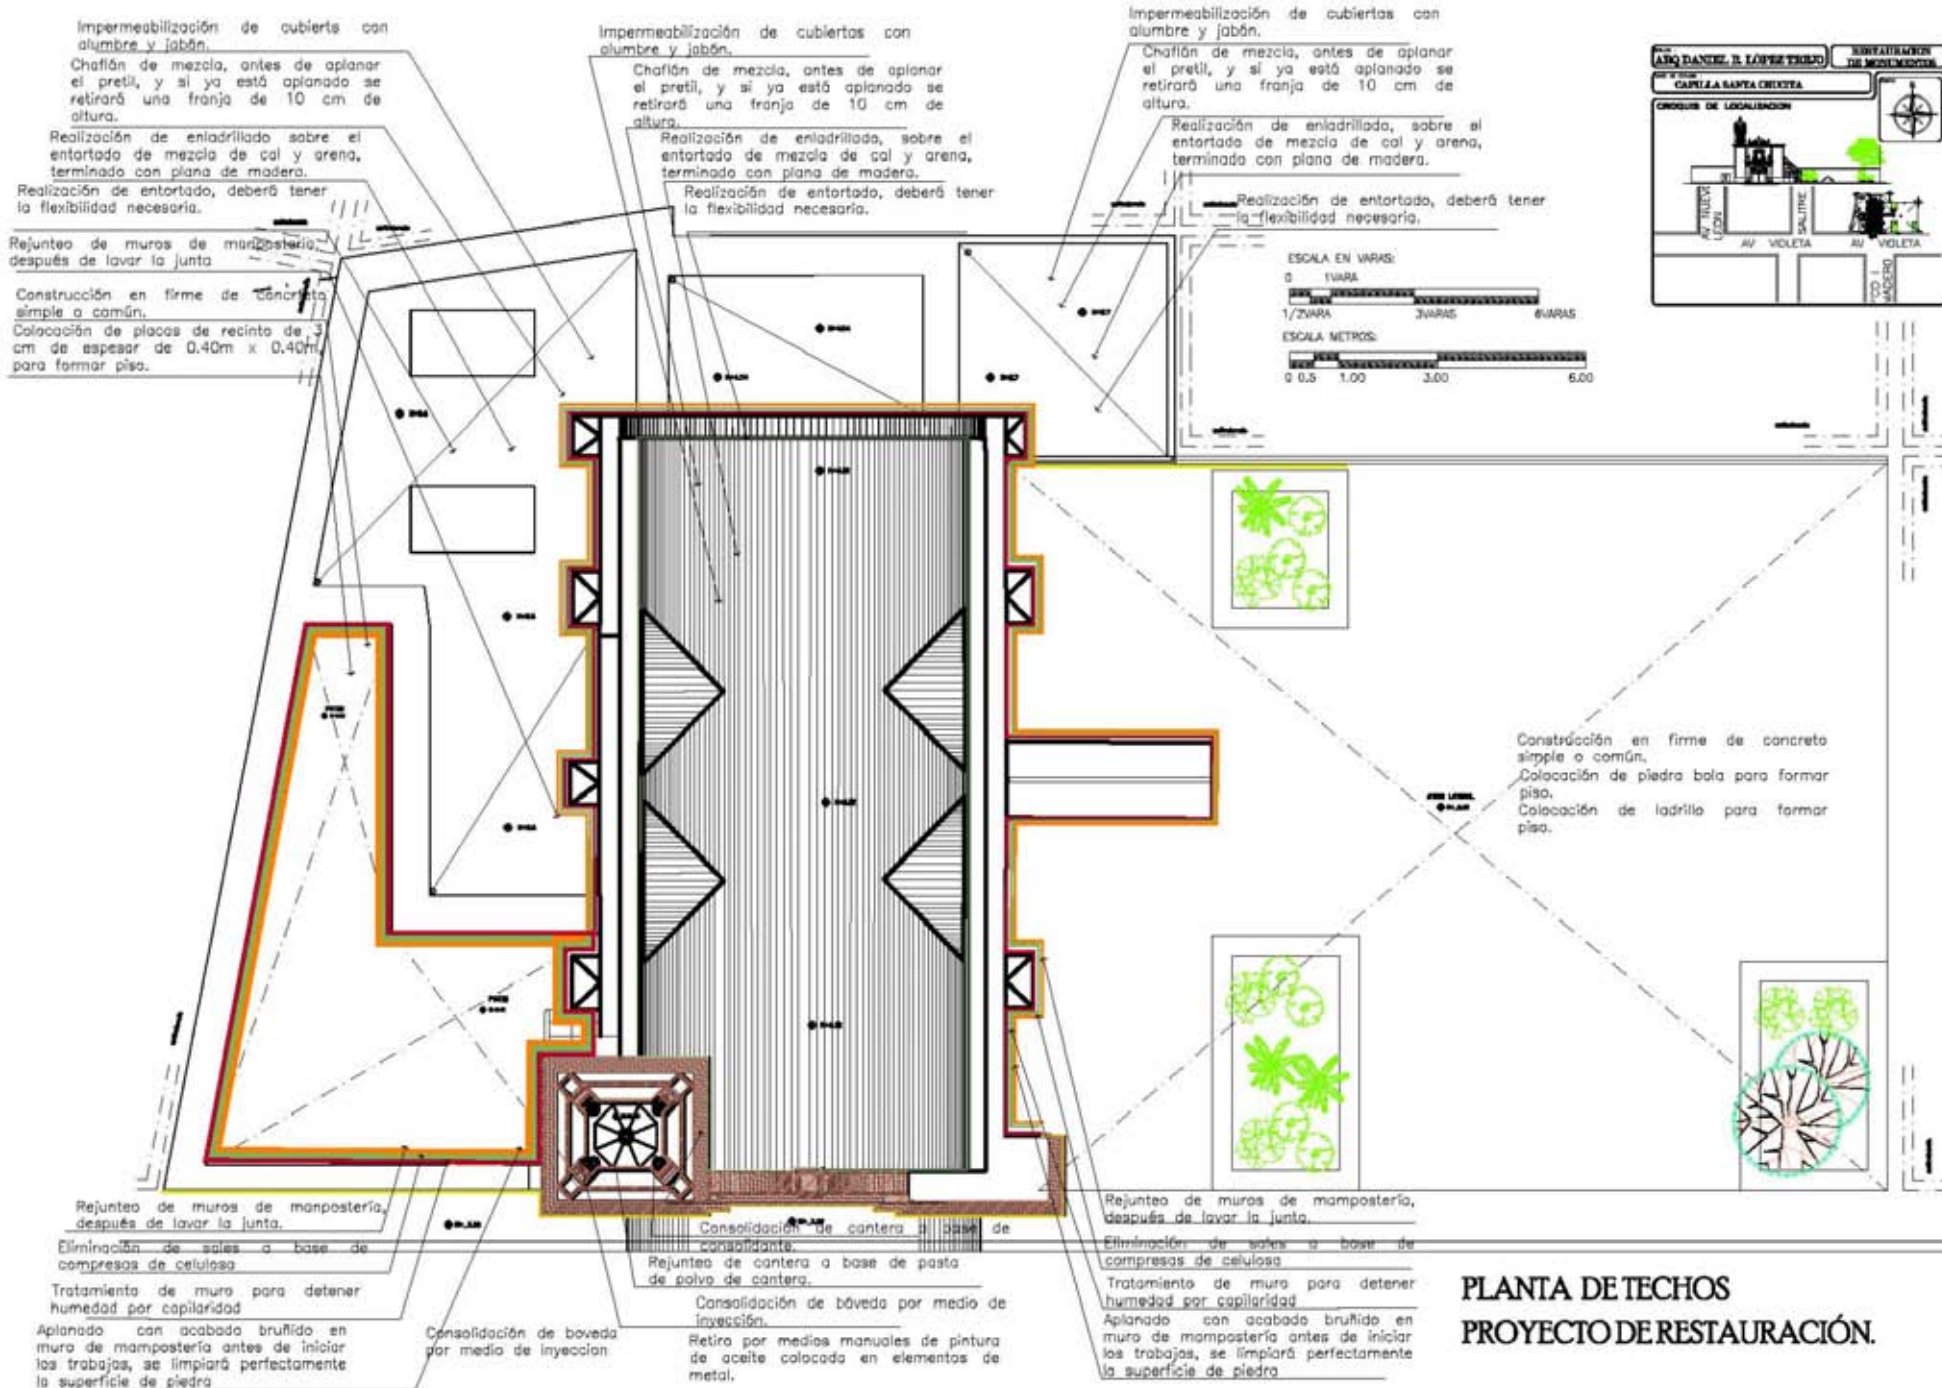 Impermeabilización de cubierta con
alumbre y jabón.
Chaflán de mezcla, antes de aplanar
el pretil, y si ya está aplanado se
retirará una franja de 10 cm de
altura.
Realización de enladrillado sobre el
entortado de mezcla de cal y arena,
terminado con plana de madera.
Realización de entortado, deberá tener
la flexibilidad necesaria.
Rejunteo de muros de manpostería,
después de lavar la junta
Construcción en firme de concreto
simple o común.
Colocación de placas de recinto de 3
cm de espesor de 0.40m x 0.40m,
para formar piso.
Impermeabilización de cubiertas con
alumbre y jabón.
Chaflán de mezcla, antes de aplanar
el pretil, y si ya está aplanado se
retirará una franja de 10 cm de
altura.
Realización de enladrillado, sobre el
entortado de mezcla de cal y arena,
terminado con plana de madera.
Realización de entortado, deberá tener
la flexibilidad necesaria.
Impermeabilización de cubiertas con
alumbre y jabón.
Chaflán de mezcla, antes de aplanar
el pretil, y si ya está aplanado se
retirará una franja de 10 cm de
altura.
Realización de enladrillado, sobre el
entortado de mezcla de cal y arena,
terminado con plana de madera.
Realización de entortado, deberá tener
la flexibilidad necesaria.
ESCALA EN VARAS:
0 1VARA
1/2VARA 3VARAS 6VARAS
ESCALA METROS:
0 0.5 1.00 3.00 6.00
ARQ DANIEL R. LÓPEZ TREJO
RESTAURACION
DE MONUMENTOS
CAPILLA SANTA CRUCITA
CROQUIS DE LOCALIZACION
AV NUEVO
LEON
SALITRE
AV VIOLETA AV VIOLETA
FCO I
MADERO
Construcción en firme de concreto
simple o común.
Colocación de piedra bola para formar
piso.
Colocación de ladrillo para formar
piso.
Rejunteo de muros de manpostería,
después de lavar la junta.
Eliminación de sales a base de
compresas de celulosa
Tratamiento de muro para detener
humedad por capilaridad
Aplanado con acabado bruñido en
muro de mampostería antes de iniciar
los trabajos, se limpiará perfectamente
la superficie de piedra
Consolidación de boveda
por medio de inyeccion
Consolidación de cantera a base de
consolidante.
Rejunteo de cantera a base de pasta
de polvo de cantera.
Consolidación de bóveda por medio de
inyección.
Retiro por medios manuales de pintura
de aceite colocada en elementos de
metal.
Rejunteo de muros de mampostería,
después de lavar la junta.
Eliminación de sales a base de
compresas de celulosa
Tratamiento de muro para detener
humedad por capilaridad
Aplanado con acabado bruñido en
muro de mampostería antes de iniciar
los trabajos, se limpiará perfectamente
la superficie de piedra
PLANTA DE TECHOS
PROYECTO DE RESTAURACIÓN.